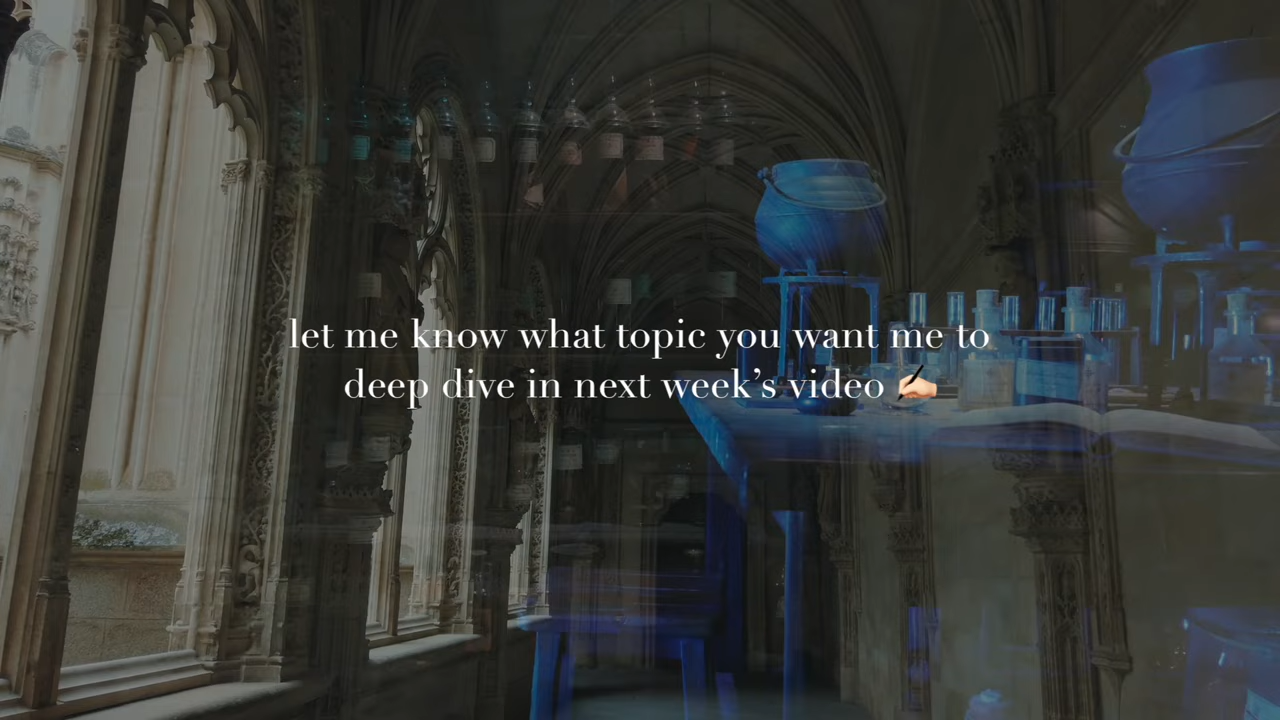 let me know what topic you want me to
deep dive in next week’s video ✍🏻